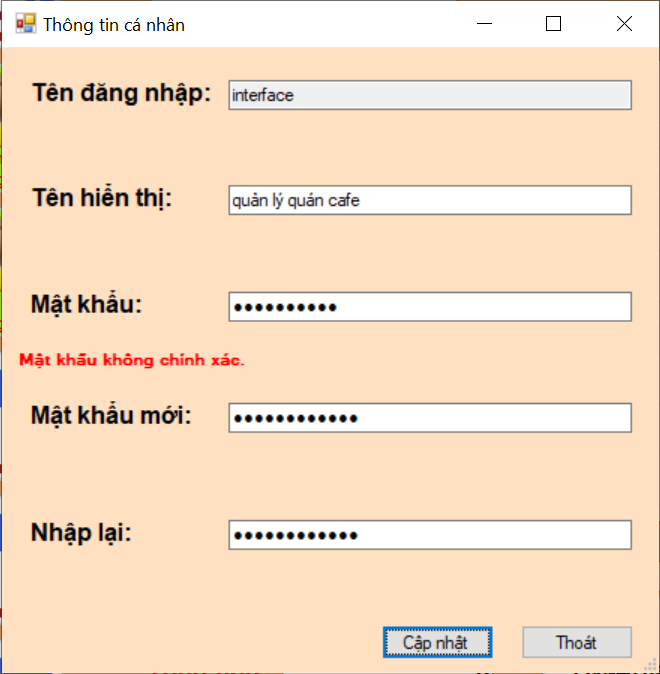 Thông tin cá nhân
Tên đăng nhập: interface
Tên hiển thị: quản lý quán cafe
Mật khẩu: ●●●●●●●●●●
Mật khẩu không chính xác.
Mật khẩu mới: ●●●●●●●●●●●●
Nhập lại: ●●●●●●●●●●●●
Cập nhật Thoát